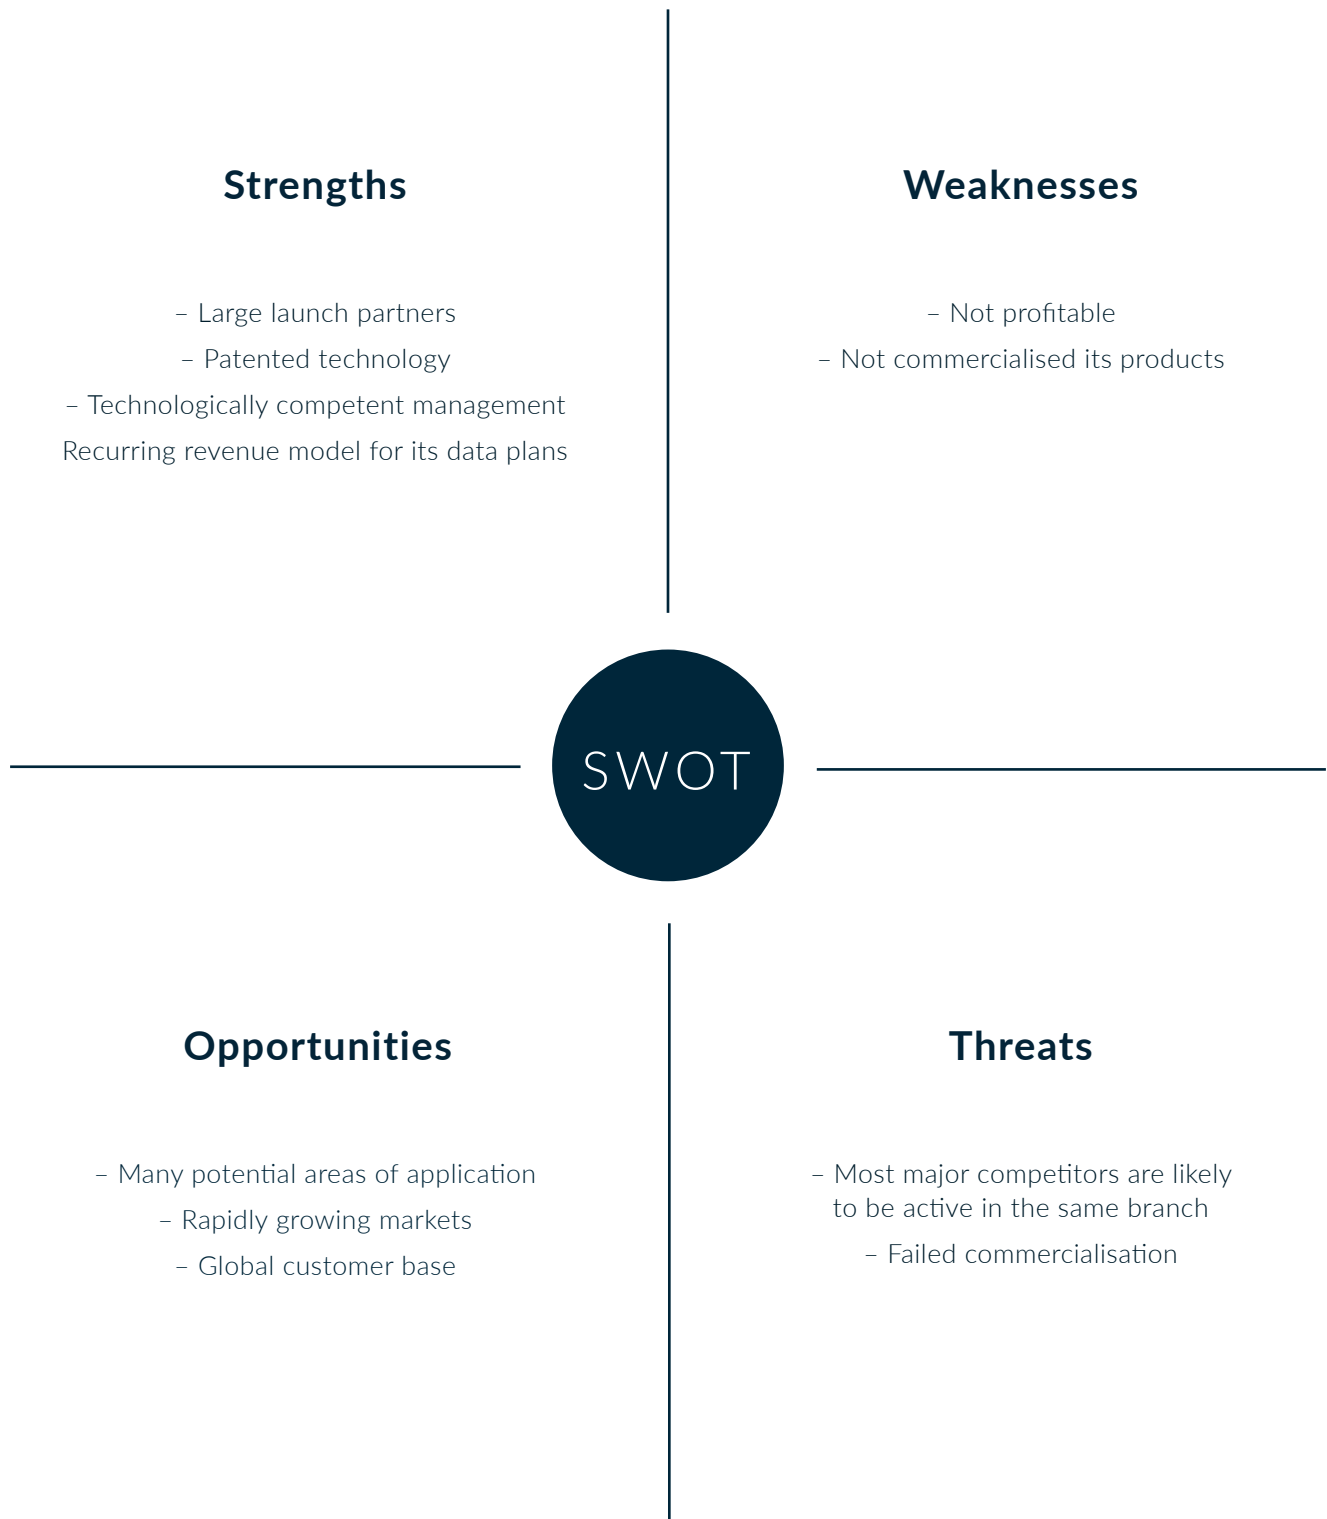 Strengths
– Large launch partners
– Patented technology
– Technologically competent management
Recurring revenue model for its data plans
Weaknesses
– Not profitable
– Not commercialised its products
SWOT
Opportunities
– Many potential areas of application
– Rapidly growing markets
– Global customer base
Threats
– Most major competitors are likely
to be active in the same branch
– Failed commercialisation